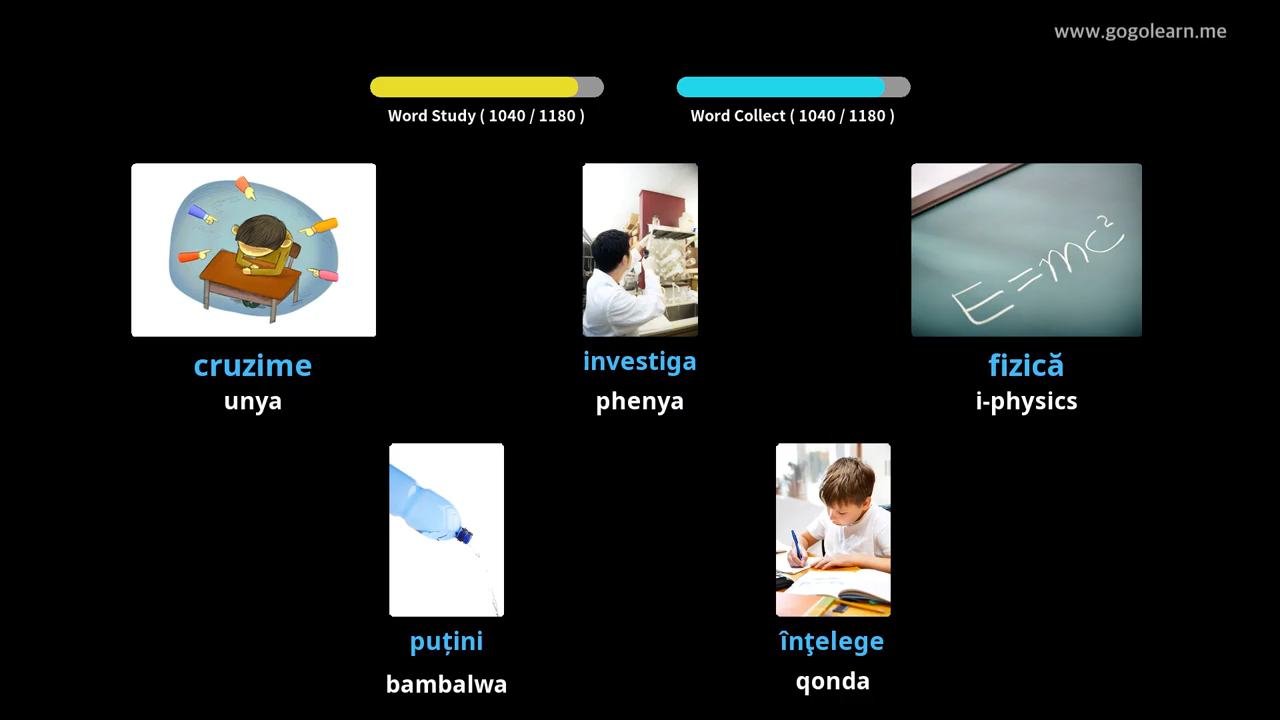 www.gogolearn.me
Word Study ( 1040 / 1180 )
Word Collect ( 1040 / 1180 )
E=mc²
cruzime
unya
investiga
phenya
fizică
i-physics
puțini
bambalwa
înţelege
qonda